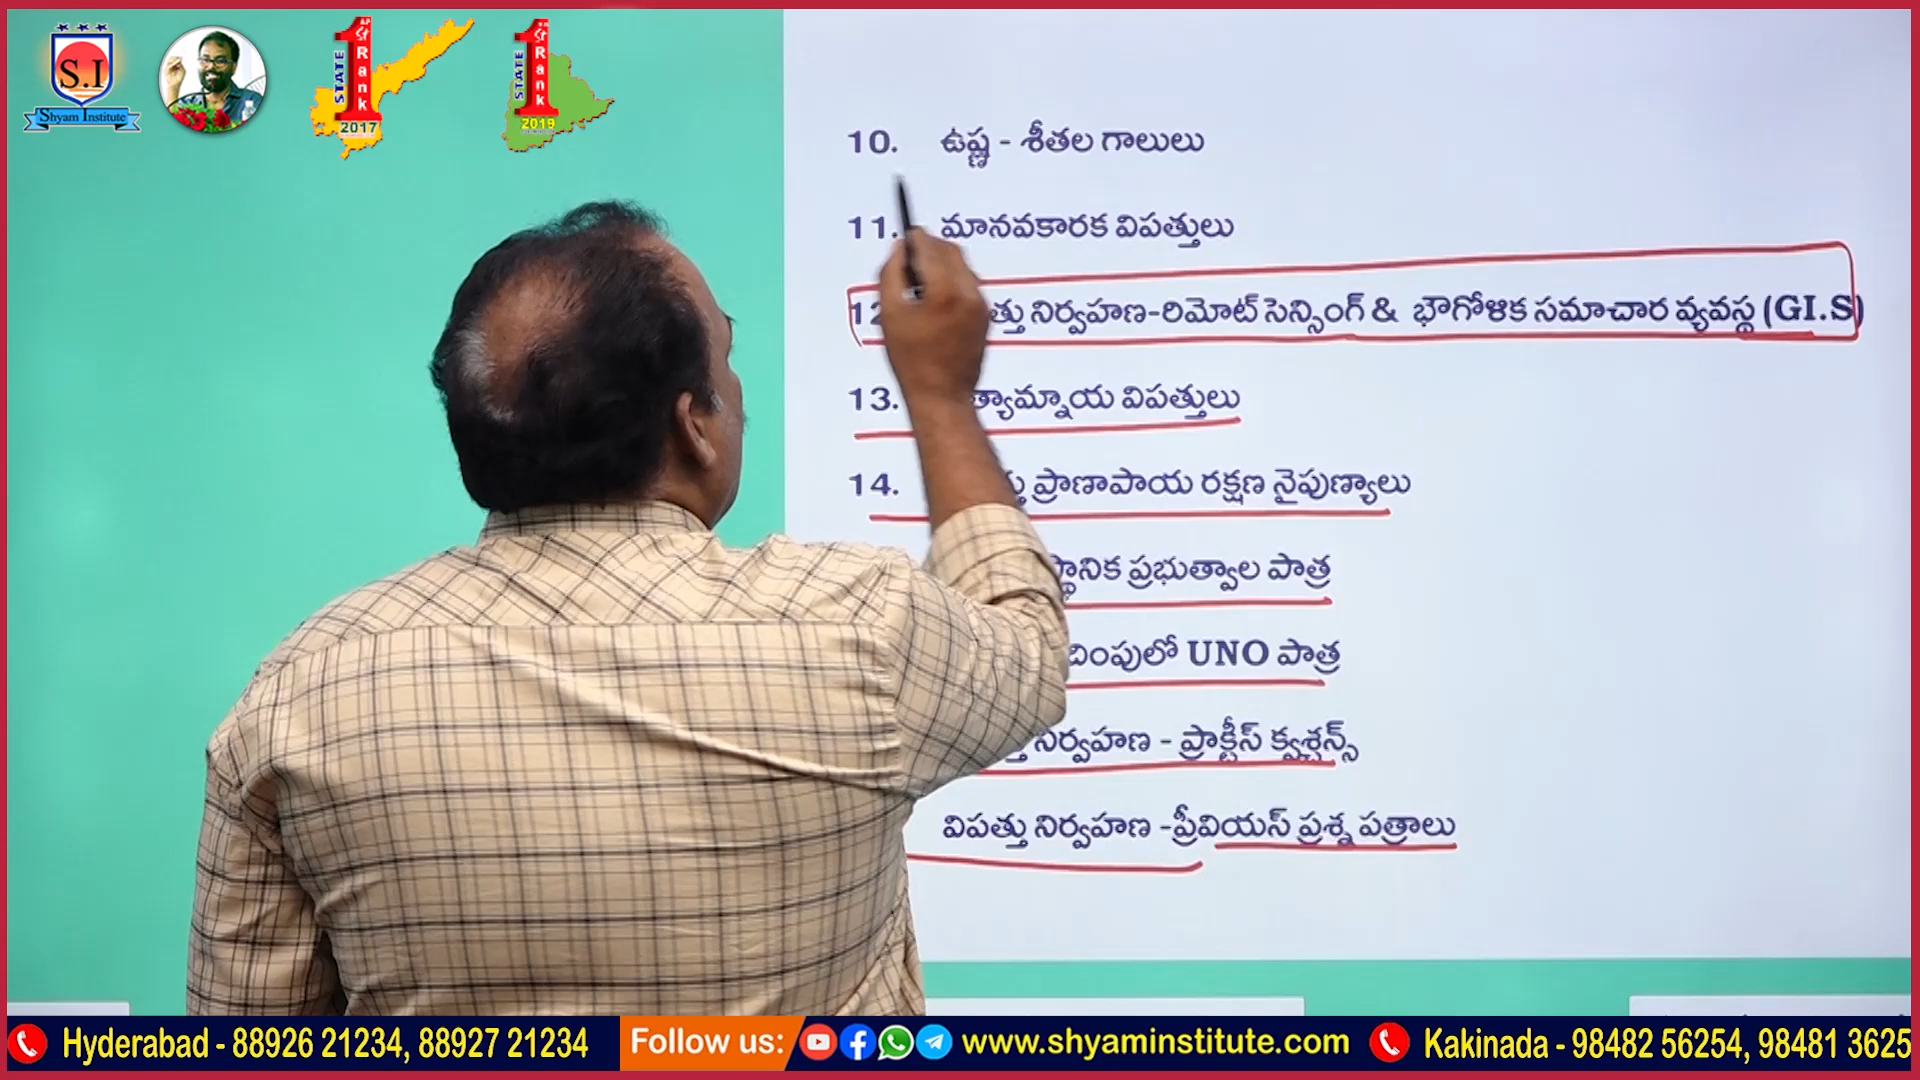 S.I
Shyam Institute
STATE 1st Rank 2017
STATE 1st Rank 2019
10. ఉష్ణ - శీతల గాలులు
11. మానవకారక విపత్తులు
నిర్వహణ-రిమోట్ సెన్సింగ్ & భౌగోళిక సమాచార వ్యవస్థ (GI.S)
13. విపత్తులు
14. ప్రాణాపాయ రక్షణ నైపుణ్యాలు
ప్రభుత్వాల పాత్ర
UNO పాత్ర
నిర్వహణ - ప్రాక్టీస్ క్వశ్చన్స్
విపత్తు నిర్వహణ -ప్రీవియస్ ప్రశ్న పత్రాలు
Hyderabad - 88926 21234, 88927 21234 Follow us: www.shyaminstitute.com Kakinada - 98482 56254, 98481 3625